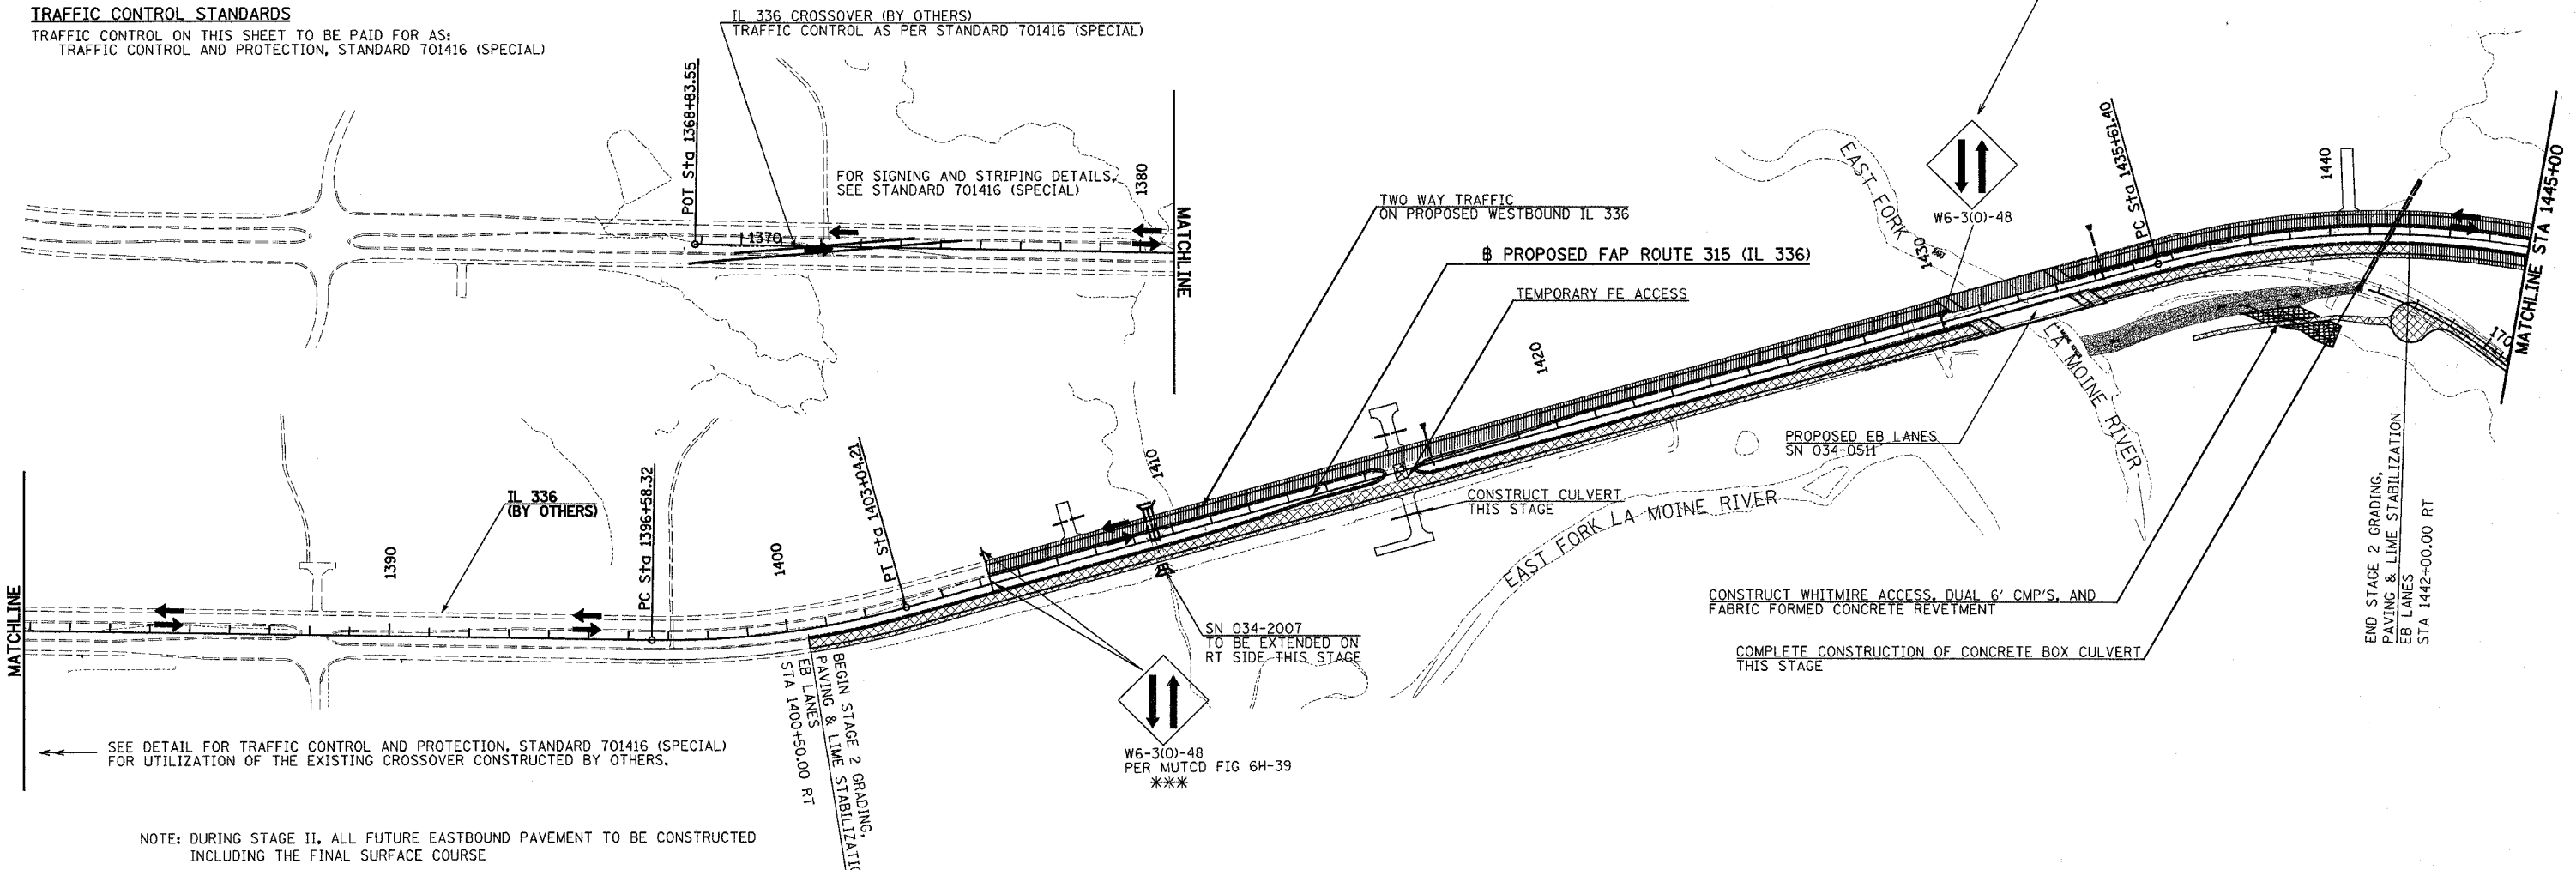 TRAFFIC CONTROL STANDARDS
TRAFFIC CONTROL ON THIS SHEET TO BE PAID FOR AS:
TRAFFIC CONTROL AND PROTECTION, STANDARD 701416 (SPECIAL)
IL 336 CROSSOVER (BY OTHERS)
TRAFFIC CONTROL AS PER STANDARD 701416 (SPECIAL)
POT Sta 1368+83.55
1370
FOR SIGNING AND STRIPING DETAILS,
SEE STANDARD 701416 (SPECIAL)
1380
MATCHLINE
TWO WAY TRAFFIC
ON PROPOSED WESTBOUND IL 336
PROPOSED FAP ROUTE 315 (IL 336)
TEMPORARY FE ACCESS
EAST FORK
1430
W6-3(O)-48
PC Sta 1435+61.40
1440
MATCHLINE STA 1445+00
170
LA MOINE RIVER
1420
PROPOSED EB LANES
SN 034-0511
CONSTRUCT CULVERT
THIS STAGE
EAST FORK LA MOINE RIVER
CONSTRUCT WHITMIRE ACCESS, DUAL 6' CMP'S, AND
FABRIC FORMED CONCRETE REVETMENT
COMPLETE CONSTRUCTION OF CONCRETE BOX CULVERT
THIS STAGE
END STAGE 2 GRADING,
PAVING & LIME STABILIZATION
EB LANES
STA 1442+00.00 RT
MATCHLINE
IL 336
(BY OTHERS)
1390
PC Sta 1396+58.32
1400
PT Sta 1403+04.21
1410
SN 034-2007
TO BE EXTENDED ON
RT SIDE THIS STAGE
BEGIN STAGE 2 GRADING,
PAVING & LIME STABILIZATIO
EB LANES
STA 1400+50.00 RT
W6-3(O)-48
PER MUTCD FIG 6H-39
***
SEE DETAIL FOR TRAFFIC CONTROL AND PROTECTION, STANDARD 701416 (SPECIAL)
FOR UTILIZATION OF THE EXISTING CROSSOVER CONSTRUCTED BY OTHERS.
NOTE: DURING STAGE II, ALL FUTURE EASTBOUND PAVEMENT TO BE CONSTRUCTED
INCLUDING THE FINAL SURFACE COURSE